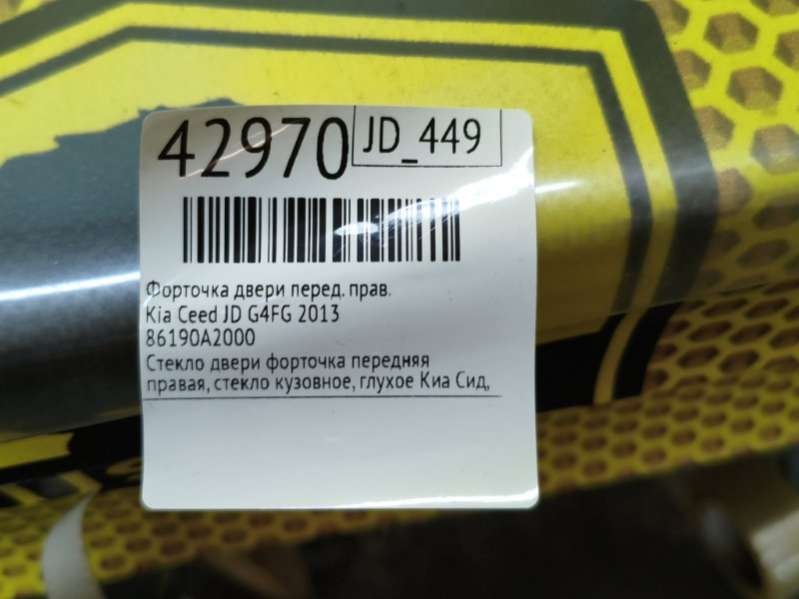 42970
JD_449
Форточка двери перед. прав.
Kia Ceed JD G4FG 2013
86190A2000
Стекло двери форточка передняя
правая, стекло кузовное, глухое Киа Сид,